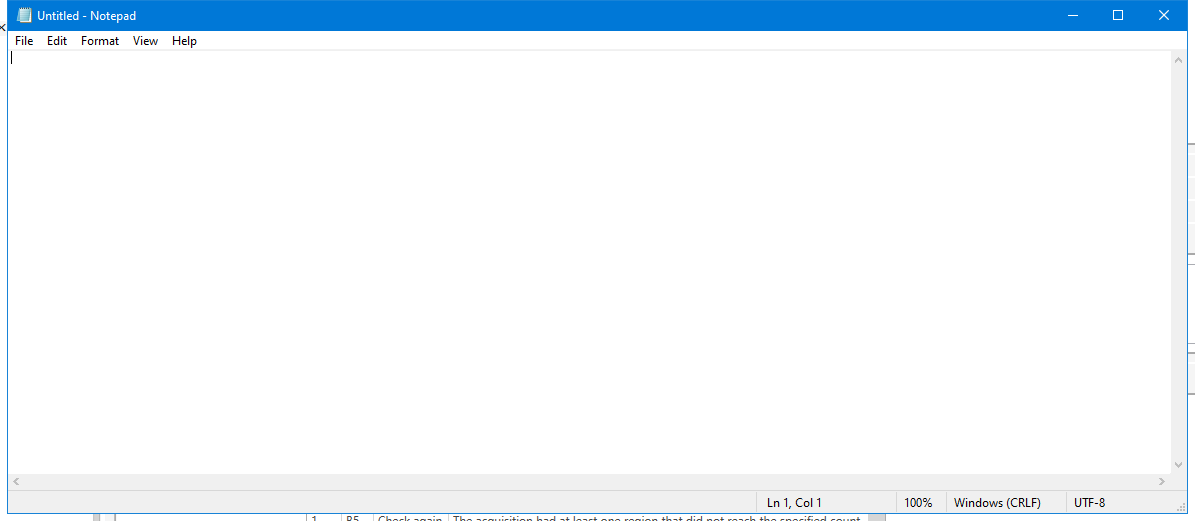 Untitled - Notepad
File Edit Format View Help
Ln 1, Col 1 100% Windows (CRLF) UTF-8
1 B5 Check again The acquisition had at least one region that did not reach the specified count